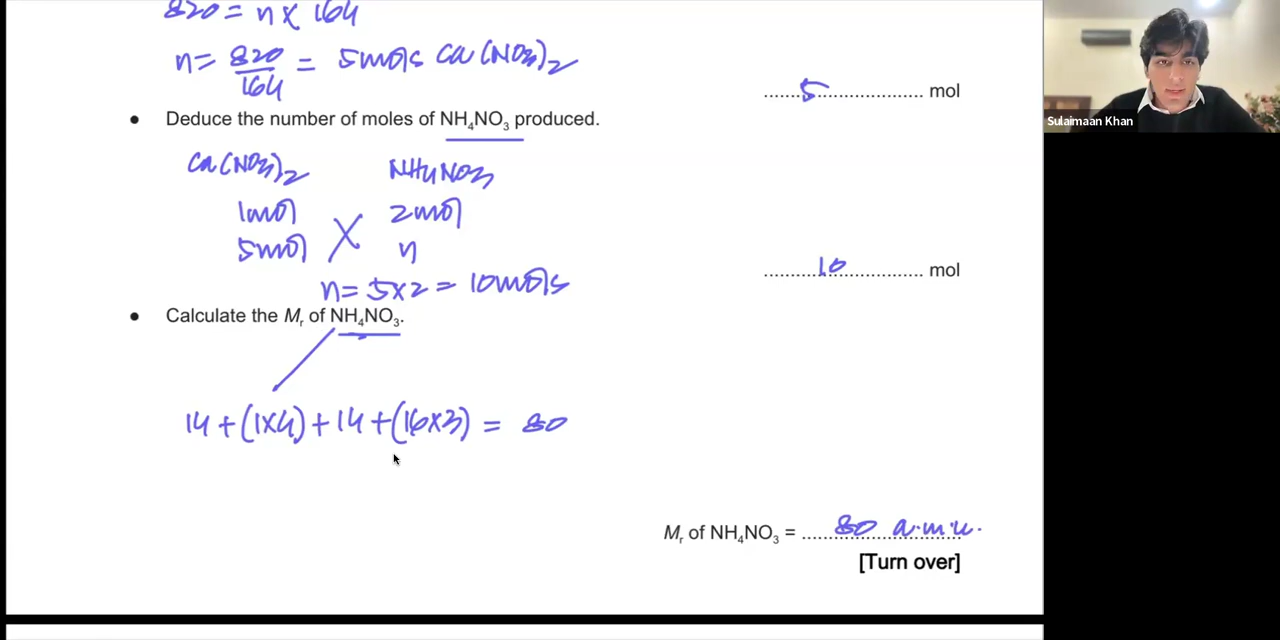 820 = n x 164
n = 820/164 = 5mols Ca(NO3)2
.......5....................... mol
Sulaimaan Khan
• Deduce the number of moles of NH₄NO₃ produced.
Ca(NO3)2 NH4NO3
1mol 2mol
5mol n
n = 5x2 = 10mols
..........10................... mol
• Calculate the Mᵣ of NH₄NO₃.
14 + (1x4) + 14 + (16x3) = 80
Mᵣ of NH₄NO₃ = ......80 a.m.u.
[Turn over]